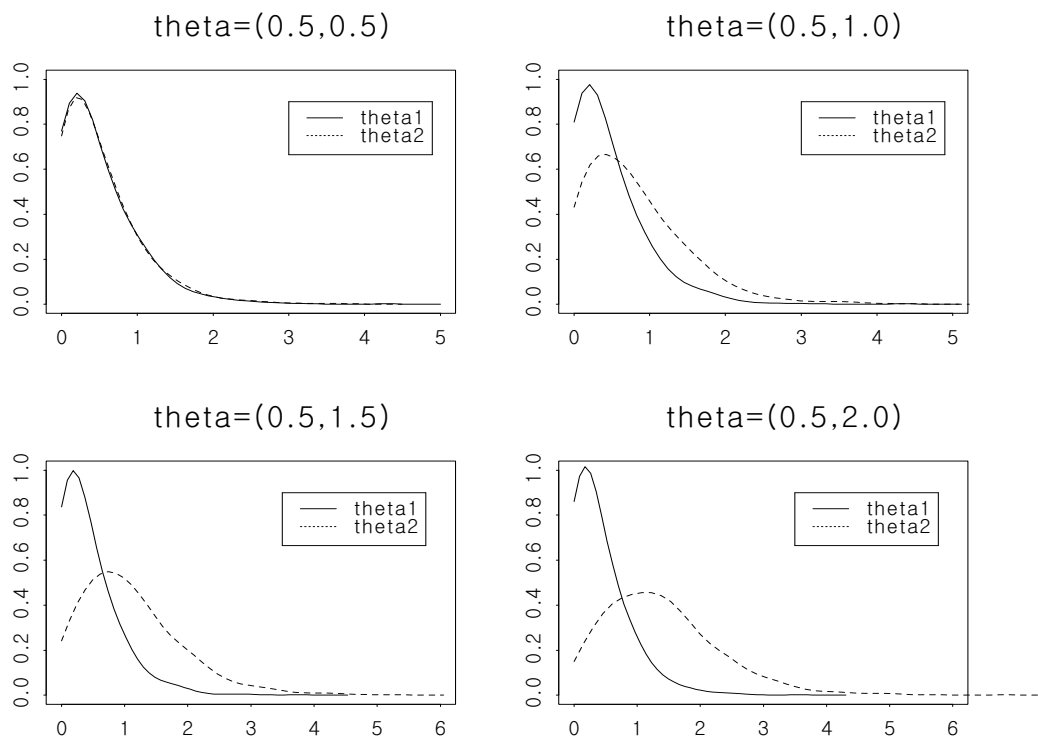 theta=(0.5,0.5)
0.0 0.2 0.4 0.6 0.8 1.0
theta1
theta2
0 1 2 3 4 5
theta=(0.5,1.0)
0.0 0.2 0.4 0.6 0.8 1.0
theta1
theta2
0 1 2 3 4 5
theta=(0.5,1.5)
0.0 0.2 0.4 0.6 0.8 1.0
theta1
theta2
0 1 2 3 4 5 6
theta=(0.5,2.0)
0.0 0.2 0.4 0.6 0.8 1.0
theta1
theta2
0 1 2 3 4 5 6